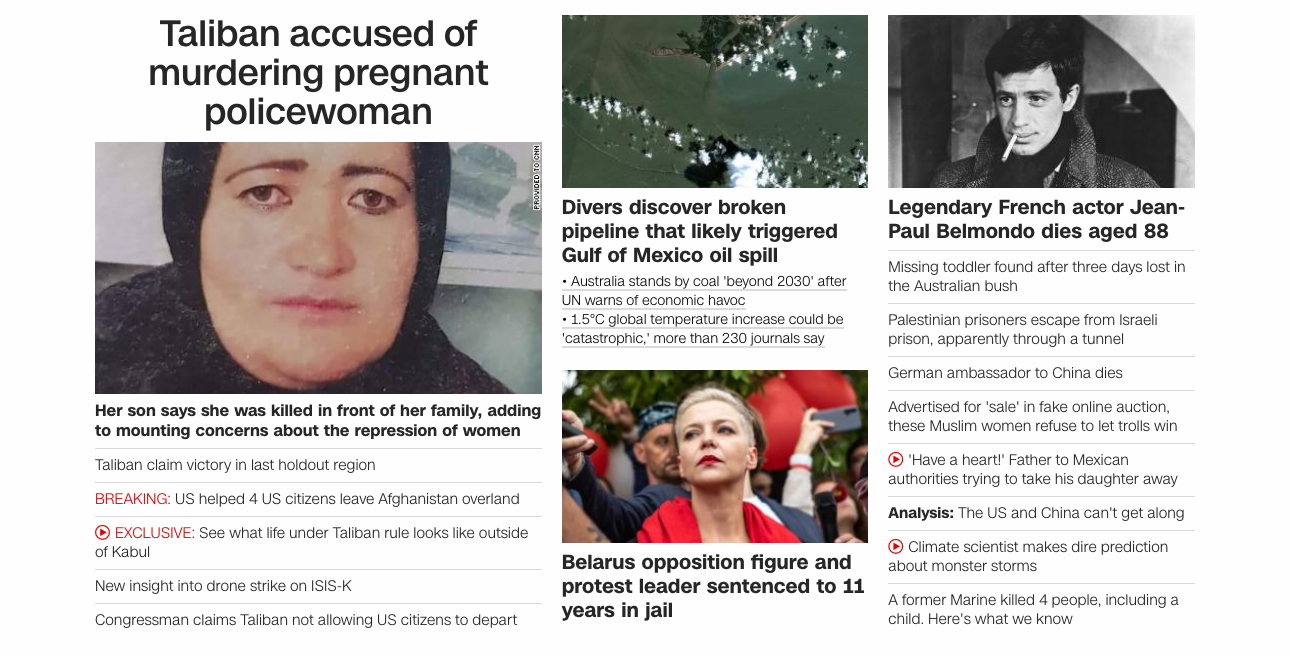 Taliban accused of
murdering pregnant
policewoman
PROVIDED TO CNN
Her son says she was killed in front of her family, adding
to mounting concerns about the repression of women
Taliban claim victory in last holdout region
BREAKING: US helped 4 US citizens leave Afghanistan overland
EXCLUSIVE: See what life under Taliban rule looks like outside
of Kabul
New insight into drone strike on ISIS-K
Congressman claims Taliban not allowing US citizens to depart
Divers discover broken
pipeline that likely triggered
Gulf of Mexico oil spill
• Australia stands by coal 'beyond 2030' after
UN warns of economic havoc
• 1.5°C global temperature increase could be
'catastrophic,' more than 230 journals say
Belarus opposition figure and
protest leader sentenced to 11
years in jail
Legendary French actor Jean-
Paul Belmondo dies aged 88
Missing toddler found after three days lost in
the Australian bush
Palestinian prisoners escape from Israeli
prison, apparently through a tunnel
German ambassador to China dies
Advertised for 'sale' in fake online auction,
these Muslim women refuse to let trolls win
'Have a heart!' Father to Mexican
authorities trying to take his daughter away
Analysis: The US and China can't get along
Climate scientist makes dire prediction
about monster storms
A former Marine killed 4 people, including a
child. Here's what we know